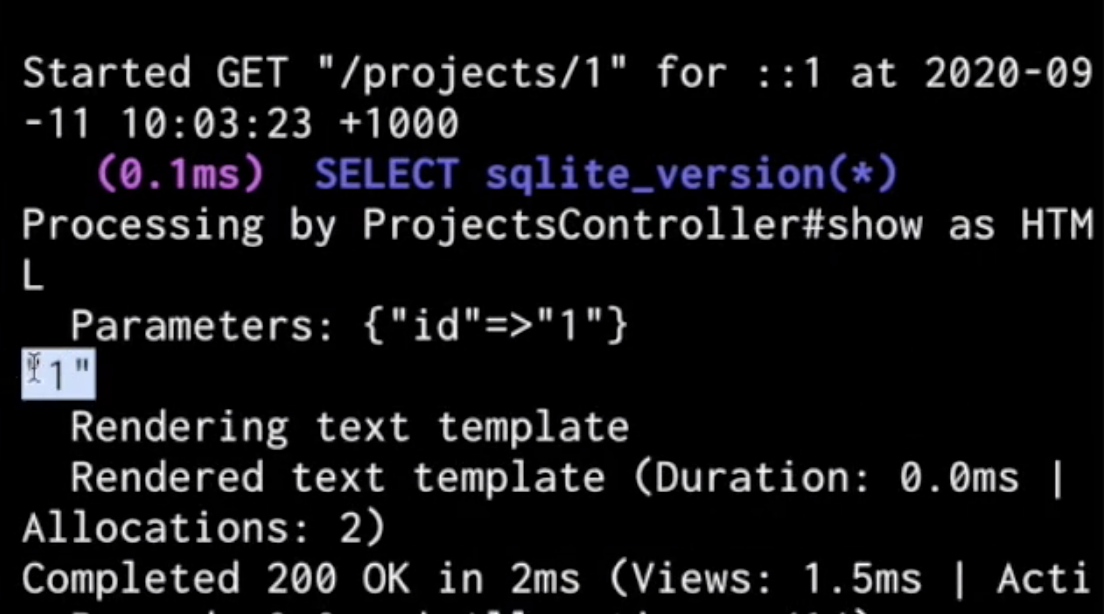 Started GET "/projects/1" for ::1 at 2020-09
-11 10:03:23 +1000
(0.1ms)  SELECT sqlite_version(*)
Processing by ProjectsController#show as HTM
L
Parameters: {"id"=>"1"}
"1"
Rendering text template
Rendered text template (Duration: 0.0ms |
Allocations: 2)
Completed 200 OK in 2ms (Views: 1.5ms | Acti